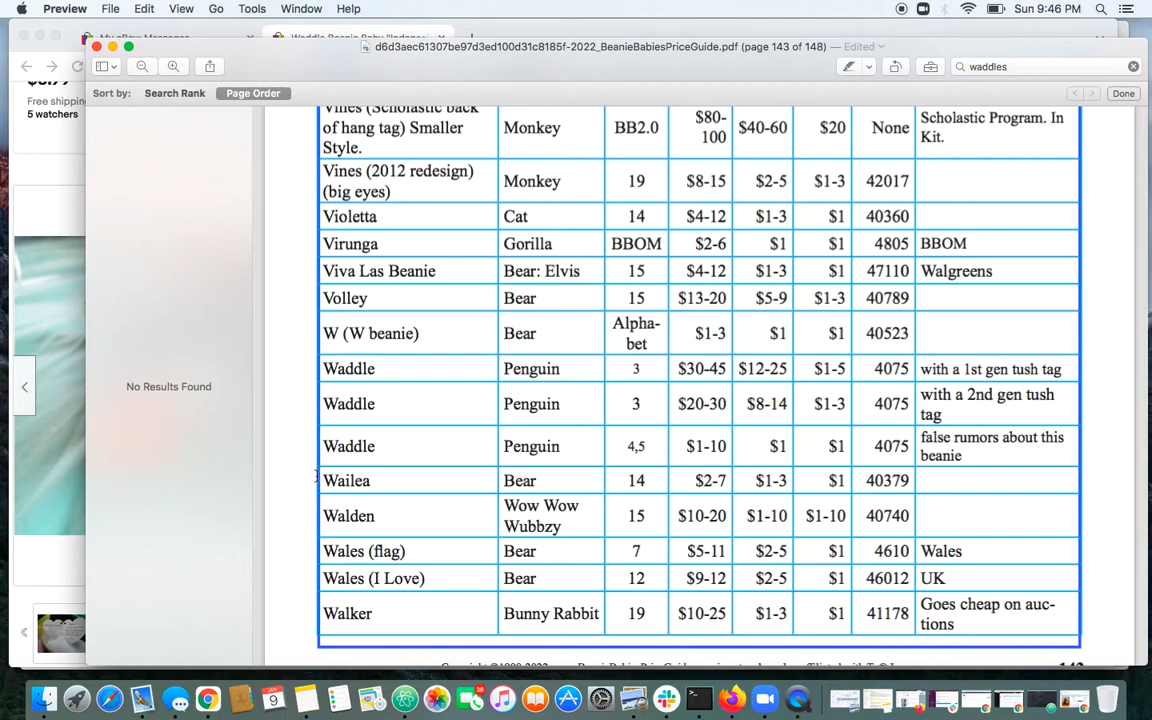 Preview File Edit View Go Tools Window Help Sun 9:46 PM
d6d3aec61307be97d3ed100d31c8185f-2022_BeanieBabiesPriceGuide.pdf (page 143 of 148) — Edited
waddles
Sort by: Search Rank Page Order Done
Free shipping
5 watchers
No Results Found
Vines (Scholastic back of hang tag) Smaller Style. Monkey BB2.0 $80-100 $40-60 $20 None Scholastic Program. In Kit.
Vines (2012 redesign) (big eyes) Monkey 19 $8-15 $2-5 $1-3 42017
Violetta Cat 14 $4-12 $1-3 $1 40360
Virunga Gorilla BBOM $2-6 $1 $1 4805 BBOM
Viva Las Beanie Bear: Elvis 15 $4-12 $1-3 $1 47110 Walgreens
Volley Bear 15 $13-20 $5-9 $1-3 40789
W (W beanie) Bear Alpha-bet $1-3 $1 $1 40523
Waddle Penguin 3 $30-45 $12-25 $1-5 4075 with a 1st gen tush tag
Waddle Penguin 3 $20-30 $8-14 $1-3 4075 with a 2nd gen tush tag
Waddle Penguin 4,5 $1-10 $1 $1 4075 false rumors about this beanie
Wailea Bear 14 $2-7 $1-3 $1 40379
Walden Wow Wow Wubbzy 15 $10-20 $1-10 $1-10 40740
Wales (flag) Bear 7 $5-11 $2-5 $1 4610 Wales
Wales (I Love) Bear 12 $9-12 $2-5 $1 46012 UK
Walker Bunny Rabbit 19 $10-25 $1-3 $1 41178 Goes cheap on auc-tions